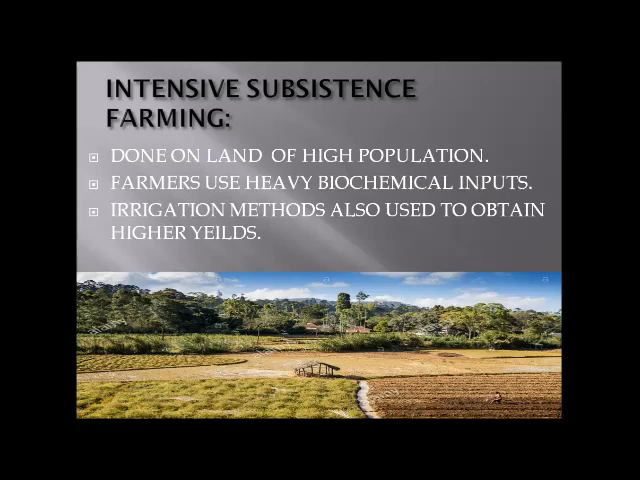 INTENSIVE SUBSISTENCE
FARMING:
DONE ON LAND OF HIGH POPULATION.
FARMERS USE HEAVY BIOCHEMICAL INPUTS.
IRRIGATION METHODS ALSO USED TO OBTAIN
HIGHER YEILDS.